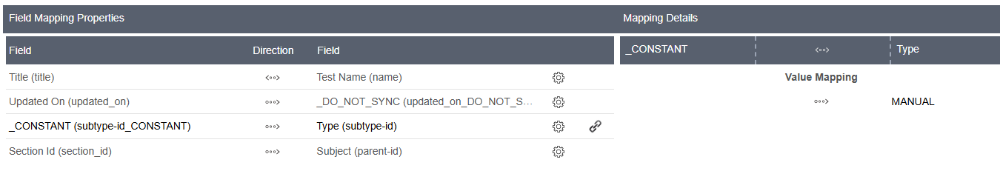 Field Mapping Properties
Mapping Details
Field Direction Field
_CONSTANT Type
Title (title) Test Name (name)
Value Mapping
Updated On (updated_on) _DO_NOT_SYNC (updated_on_DO_NOT_S...
MANUAL
_CONSTANT (subtype-id_CONSTANT) Type (subtype-id)
Section Id (section_id) Subject (parent-id)